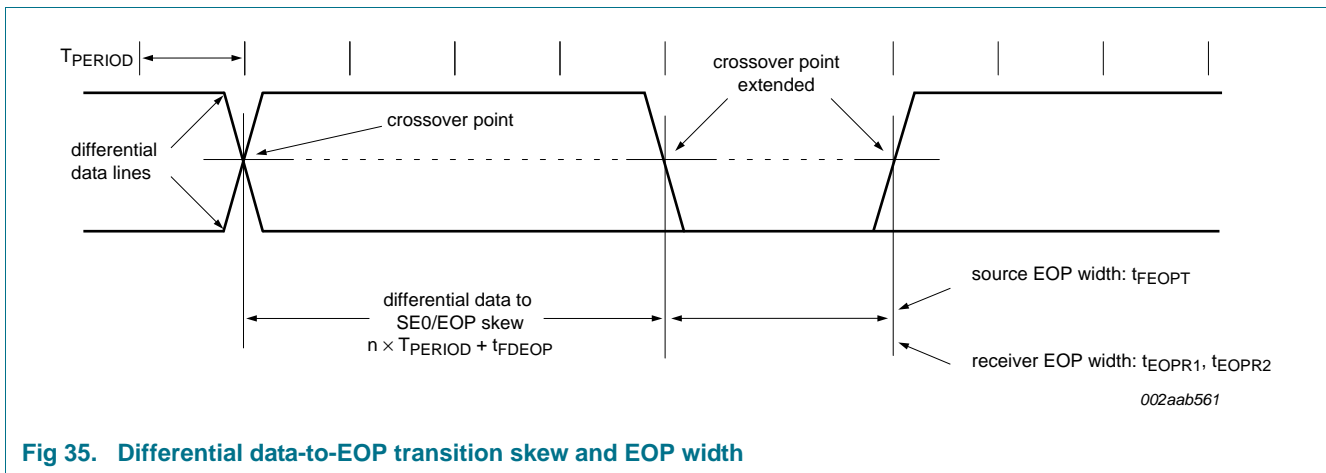 TPERIOD
crossover point
extended
crossover point
differential
data lines
differential data to
SE0/EOP skew
n × TPERIOD + tFDEOP
source EOP width: tFEOPT
receiver EOP width: tEOPR1, tEOPR2
002aab561
Fig 35. Differential data-to-EOP transition skew and EOP width